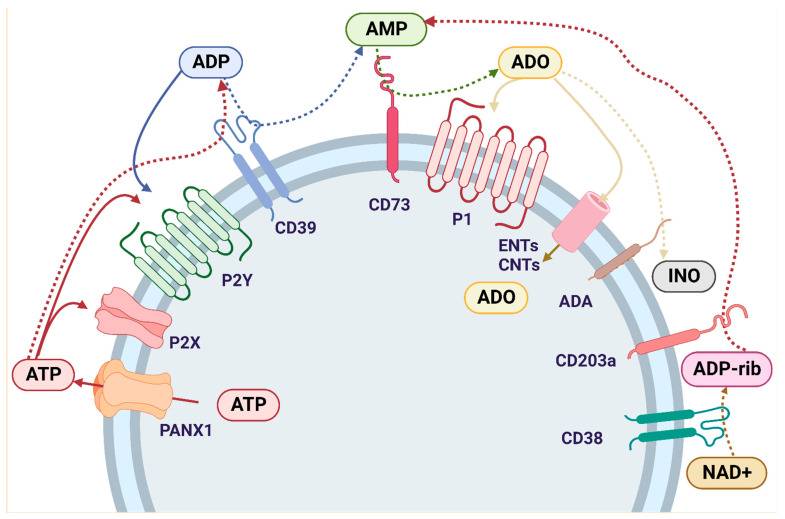 AMP
ADP
ADO
CD39
CD73
P1
ENTs
CNTs
P2Y
ADO
ADA
INO
P2X
CD203a
ATP
ADP-rib
ATP
PANX1
CD38
NAD+